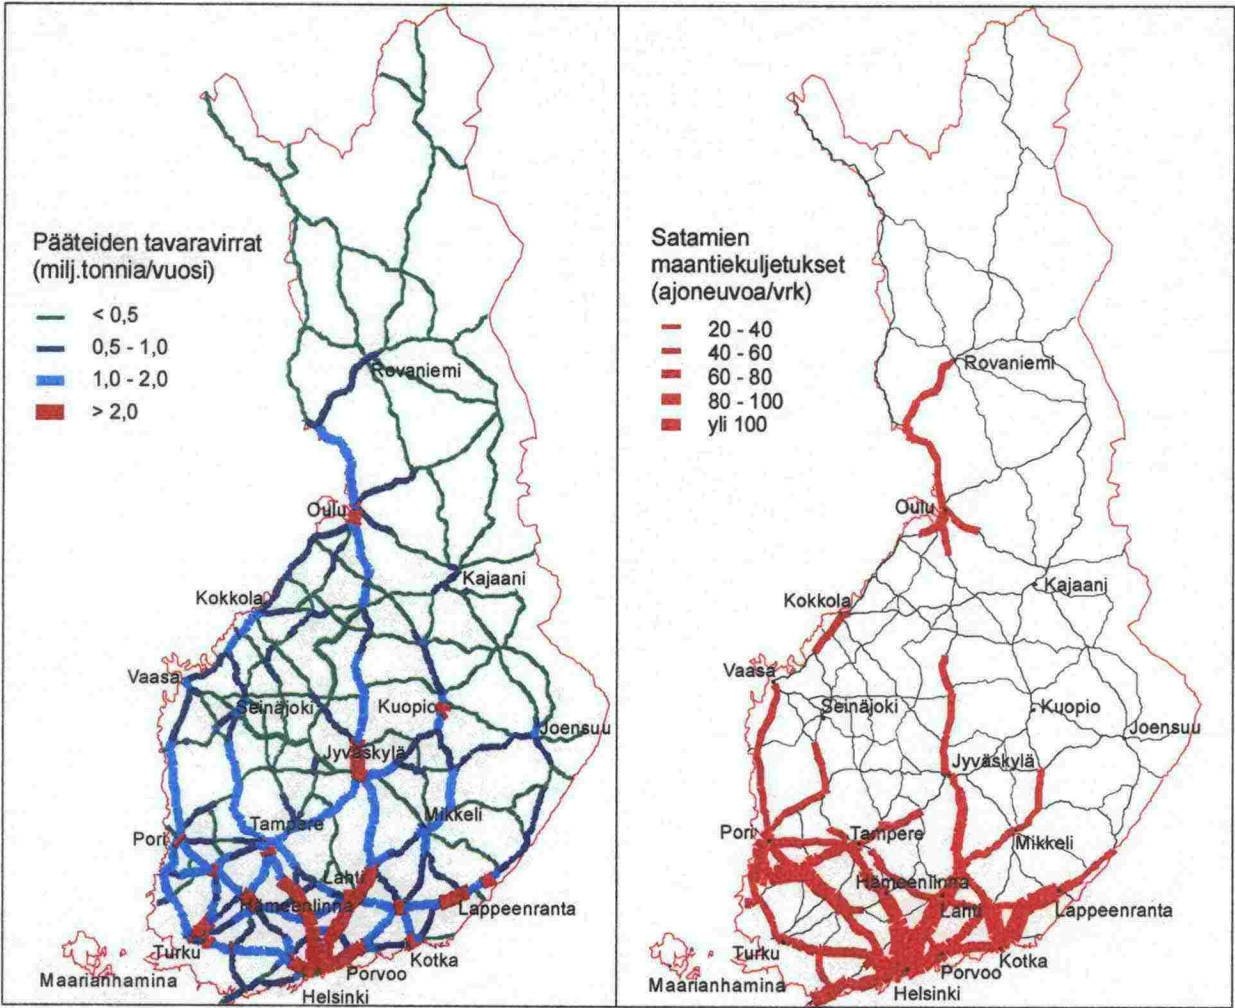 Pääteiden tavaravirrat
(milj.tonnia/vuosi)
< 0,5
0,5 - 1,0
1,0 - 2,0
> 2,0
Rovaniemi
Oulu
Kajaani
Kokkola
Vaasa
Seinäjoki
Kuopio
Joensuu
Jyväskylä
Pori
Tampere
Mikkeli
Lahti
Hämeenlinna
Lappeenranta
Turku
Kotka
Porvoo
Maarianhamina
Helsinki
Satamien
maantiekuljetukset
(ajoneuvoa/vrk)
20 - 40
40 - 60
60 - 80
80 - 100
yli 100
Rovaniemi
Oulu
Kajaani
Kokkola
Vaasa
Seinäjoki
Kuopio
Joensuu
Jyväskylä
Pori
Tampere
Mikkeli
Hämeenlinna
Lahti
Lappeenranta
Turku
Kotka
Porvoo
Maarianhamina
Helsinki